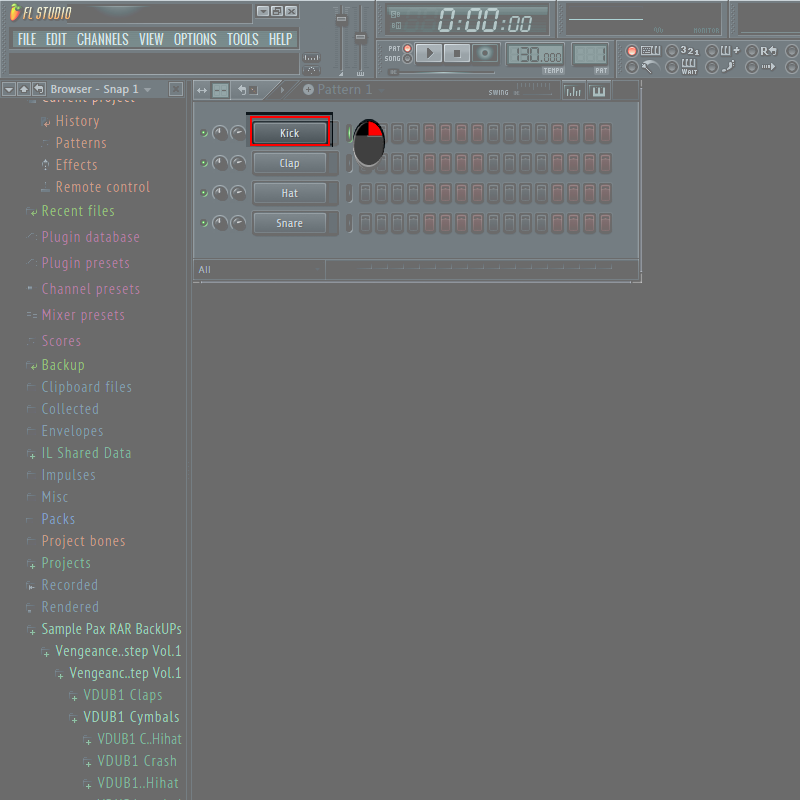 FL STUDIO
FILE EDIT CHANNELS VIEW OPTIONS TOOLS HELP
0:00:00
MONITOR
PAT
SONG
130.000
TEMPO
PAT
321
WAIT
Browser - Snap 1
Pattern 1
SWING
Current project
History
Patterns
Effects
Remote control
Recent files
Plugin database
Plugin presets
Channel presets
Mixer presets
Scores
Backup
Clipboard files
Collected
Envelopes
IL Shared Data
Impulses
Misc
Packs
Project bones
Projects
Recorded
Rendered
Sample Pax RAR BackUPs
Vengeance..step Vol.1
Vengeanc..tep Vol.1
VDUB1 Claps
VDUB1 Cymbals
VDUB1 C..Hihat
VDUB1 Crash
VDUB1..Hihat
Kick
Clap
Hat
Snare
All